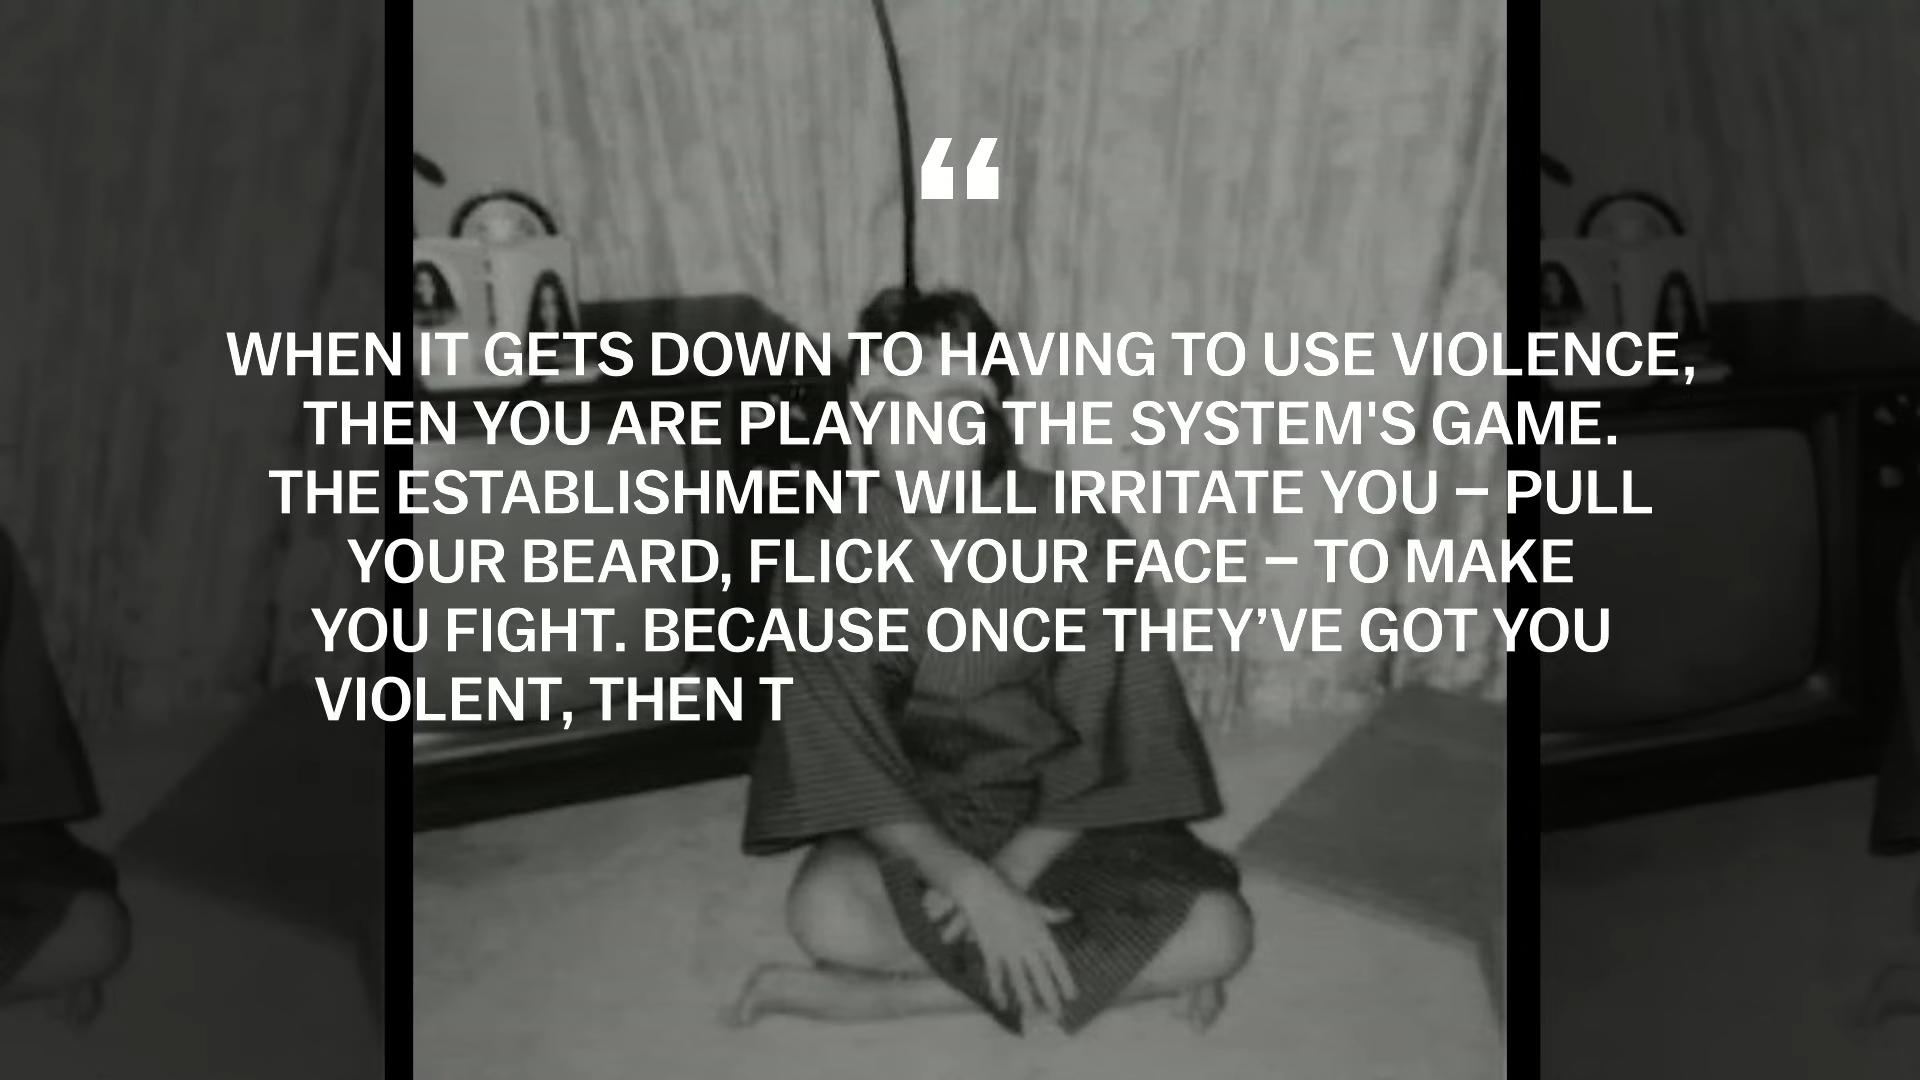 “
WHEN IT GETS DOWN TO HAVING TO USE VIOLENCE,
THEN YOU ARE PLAYING THE SYSTEM'S GAME.
THE ESTABLISHMENT WILL IRRITATE YOU – PULL
YOUR BEARD, FLICK YOUR FACE – TO MAKE
YOU FIGHT. BECAUSE ONCE THEY’VE GOT YOU
VIOLENT, THEN T